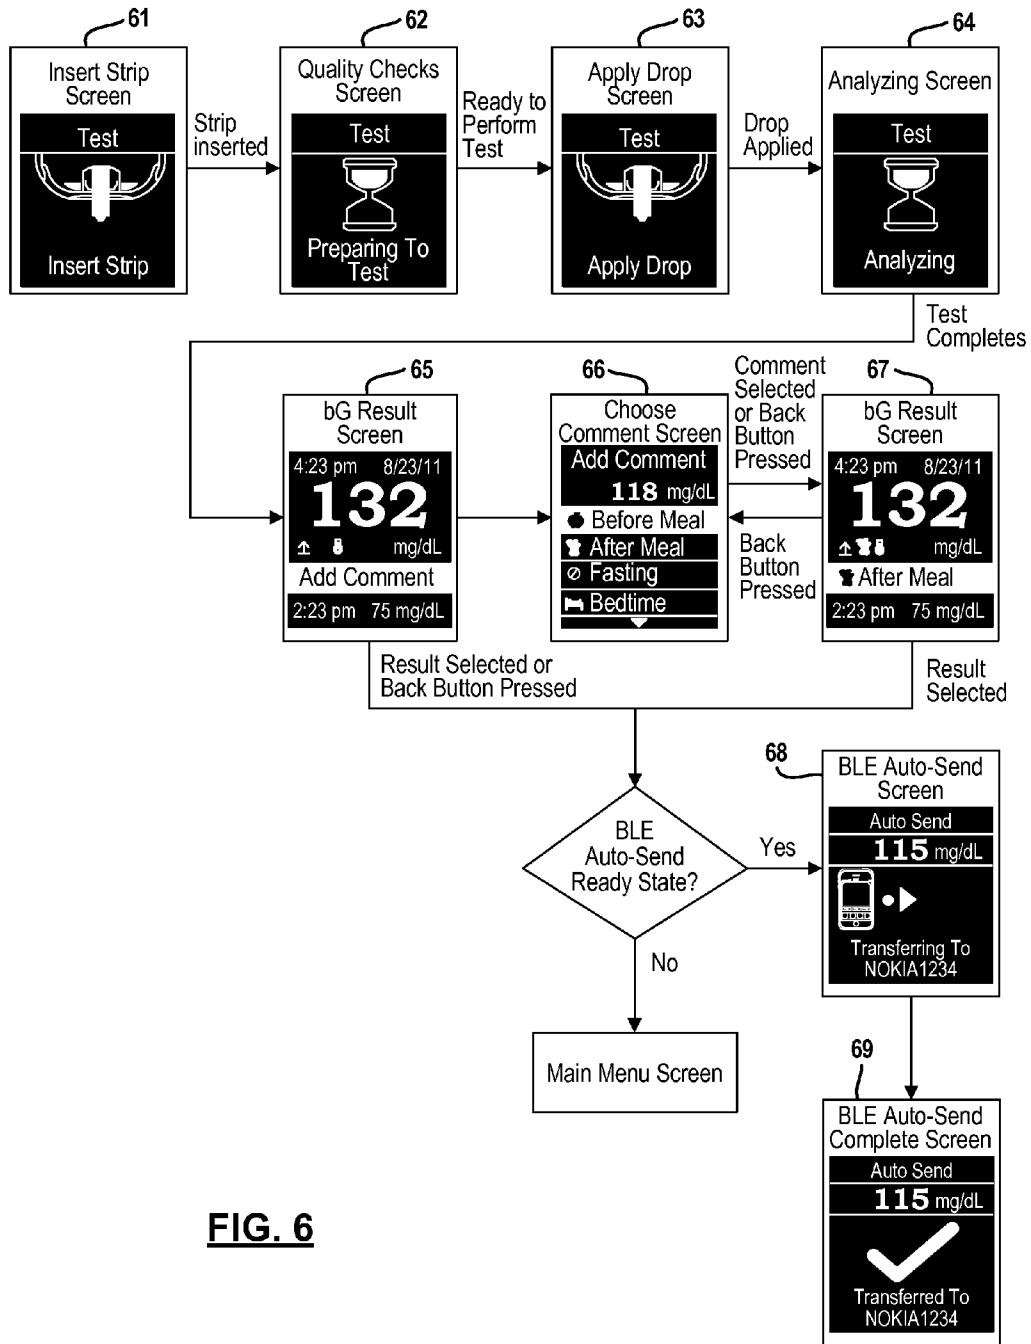 61
Insert Strip
Screen
Test
Insert Strip
Strip
inserted
62
Quality Checks
Screen
Test
Preparing To
Test
Ready to
Perform
Test
63
Apply Drop
Screen
Test
Apply Drop
Drop
Applied
64
Analyzing Screen
Test
Analyzing
Test
Completes
65
bG Result
Screen
4:23 pm 8/23/11
132
mg/dL
Add Comment
2:23 pm 75 mg/dL
66
Choose
Comment Screen
Add Comment
118 mg/dL
Before Meal
After Meal
Fasting
Bedtime
Comment
Selected
or Back
Button
Pressed
Back
Button
Pressed
67
bG Result
Screen
4:23 pm 8/23/11
132
mg/dL
After Meal
2:23 pm 75 mg/dL
Result Selected or
Back Button Pressed
Result
Selected
BLE
Auto-Send
Ready State?
Yes
No
Main Menu Screen
68
BLE Auto-Send
Screen
Auto Send
115 mg/dL
Transferring To
NOKIA1234
69
BLE Auto-Send
Complete Screen
Auto Send
115 mg/dL
Transferred To
NOKIA1234
FIG. 6